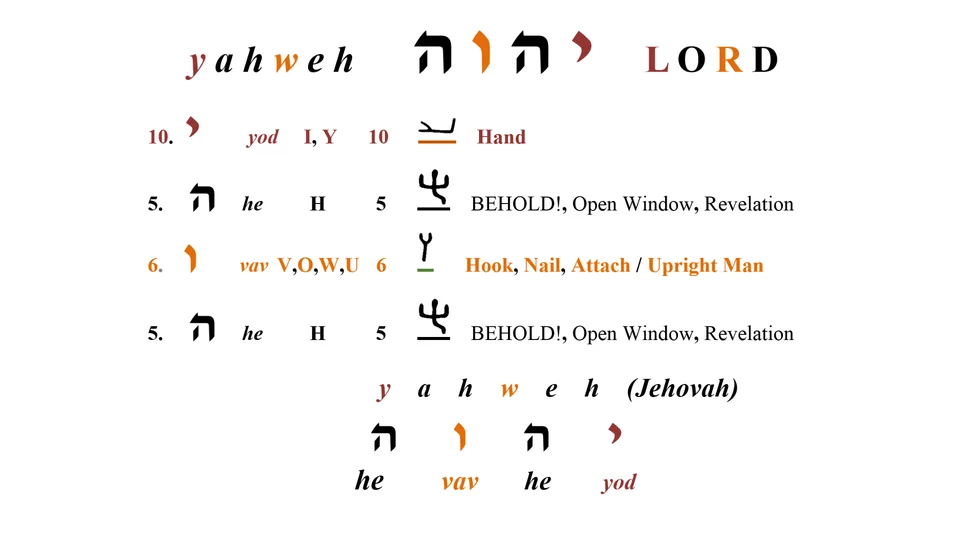 yahweh יהוה LORD
10. י yod I, Y 10 Hand
5. ה he H 5 BEHOLD!, Open Window, Revelation
6. ו vav V,O,W,U 6 Hook, Nail, Attach / Upright Man
5. ה he H 5 BEHOLD!, Open Window, Revelation
y a h w e h (Jehovah)
יהוה
he vav he yod